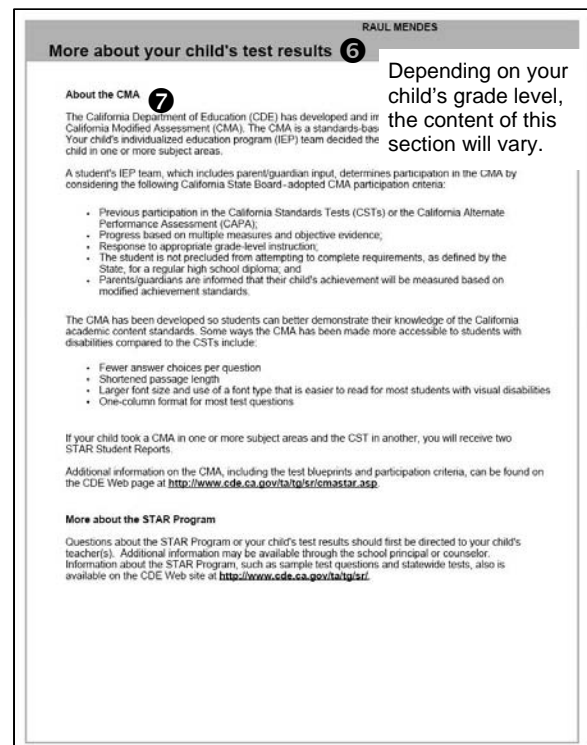 RAUL MENDES
More about your child's test results ❻
Depending on your
child's grade level,
the content of this
section will vary.
About the CMA ❼
The California Department of Education (CDE) has developed and
California Modified Assessment (CMA). The CMA is a
Your child's individualized education program (IEP) team decided the
child in one or more subject areas.
A student's IEP team, which includes parent/guardian input, determines participation in the CMA by
considering the following California State Board-adopted CMA participation criteria:
• Previous participation in the California Standards Tests (CSTs) or the California Alternate
Performance Assessment (CAPA);
• Progress based on multiple measures and objective evidence;
• Response to appropriate grade-level instruction;
• The student is not precluded from attempting to complete requirements, as defined by the
State, for a regular high school diploma; and
• Parents/guardians are informed that their child's achievement will be measured based on
modified achievement standards.
The CMA has been developed so students can better demonstrate their knowledge of the California
academic content standards. Some ways the CMA has been made more accessible to students with
disabilities compared to the CSTs include:
• Fewer answer choices per question
• Shortened passage length
• Larger font size and use of a font type that is easier to read for most students with visual disabilities
• One-column format for most test questions
If your child took a CMA in one or more subject areas and the CST in another, you will receive two
STAR Student Reports.
Additional information on the CMA, including the test blueprints and participation criteria, can be found on
the CDE Web page at http://www.cde.ca.gov/ta/tg/sr/cmastar.asp.
More about the STAR Program
Questions about the STAR Program or your child's test results should first be directed to your child's
teacher(s). Additional information may be available through the school principal or counselor.
Information about the STAR Program, such as sample test questions and statewide tests, also is
available on the CDE Web site at http://www.cde.ca.gov/ta/tg/sr/.